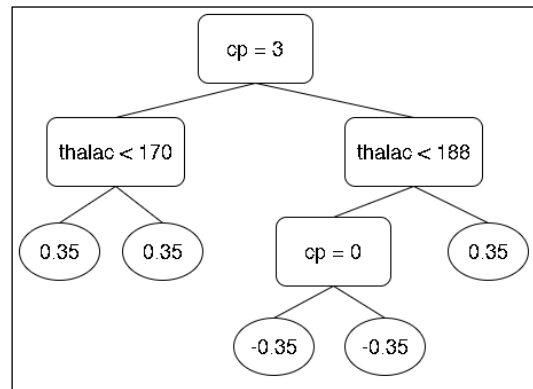 cp = 3
thalac < 170
thalac < 188
0.35
0.35
cp = 0
0.35
-0.35
-0.35